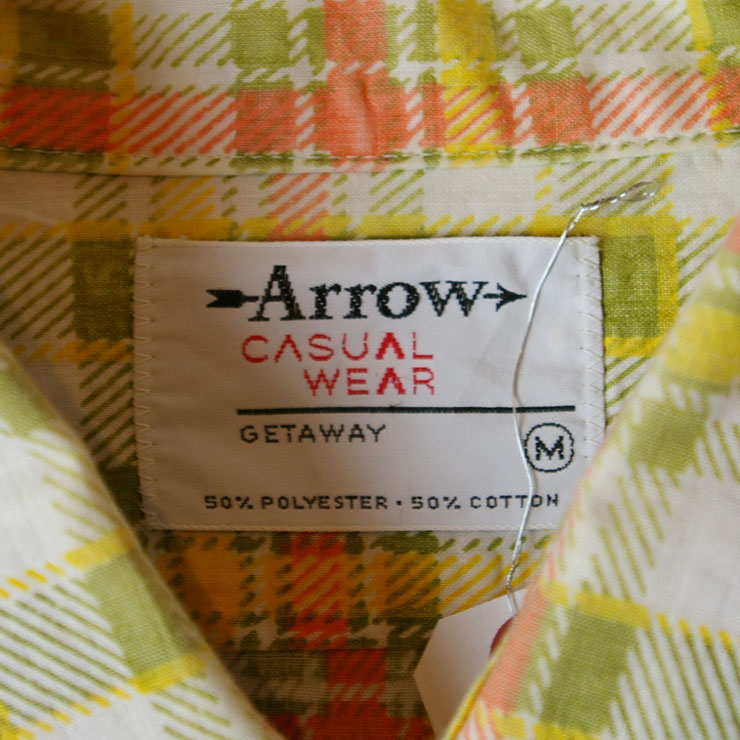 Arrow
CASUAL
WEAR
GETAWAY
M
50% POLYESTER · 50% COTTON